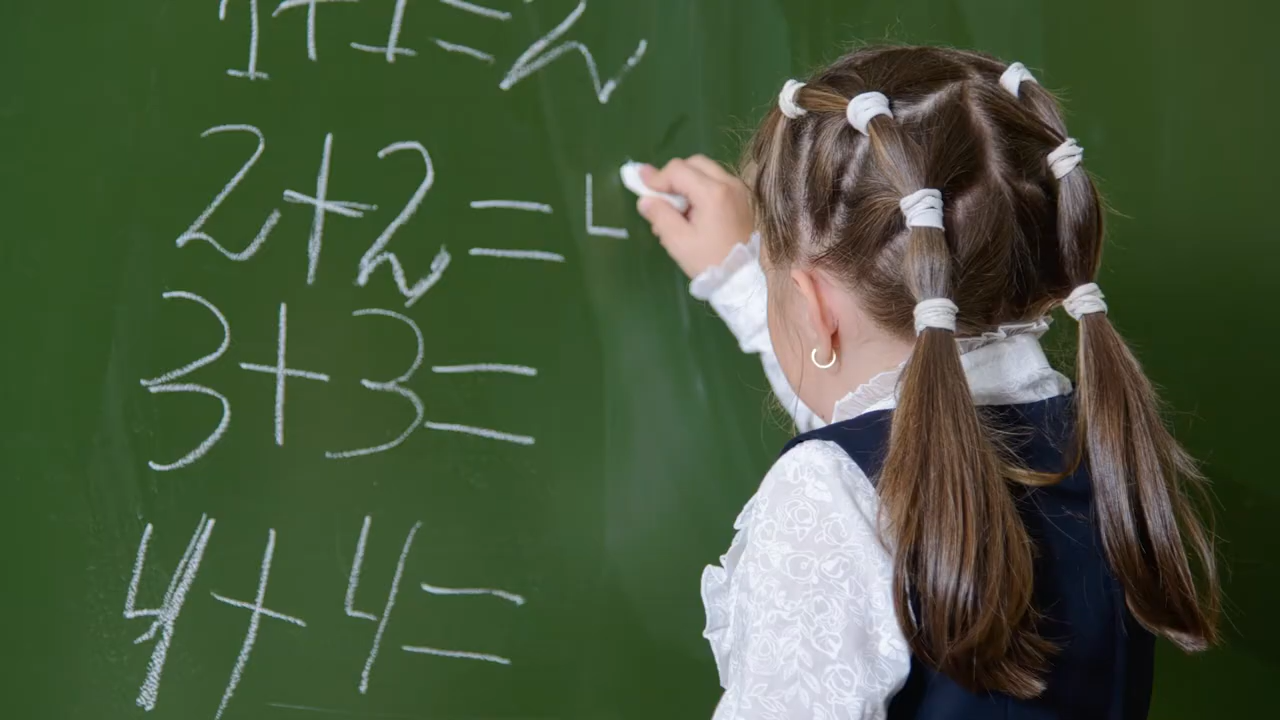 1+1=2
2+2=
3+3=
4+4=